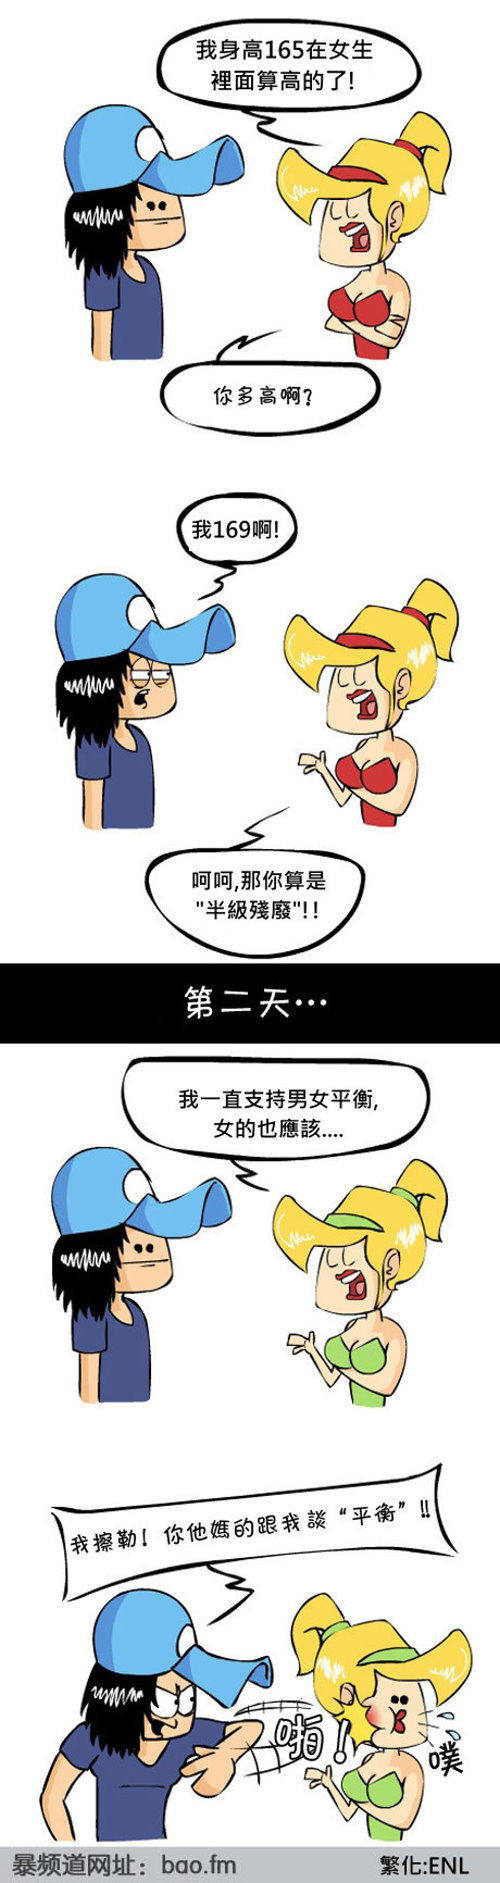 我身高165在女生
裡面算高的了!
你多高啊?
我169啊!
呵呵,那你算是
"半級殘廢"!!
第二天…
我一直支持男女平衡,
女的也應該....
我擦勒! 你他媽的跟我談“平衡”!!
啪!
噗
暴频道网址：bao.fm
繁化:ENL